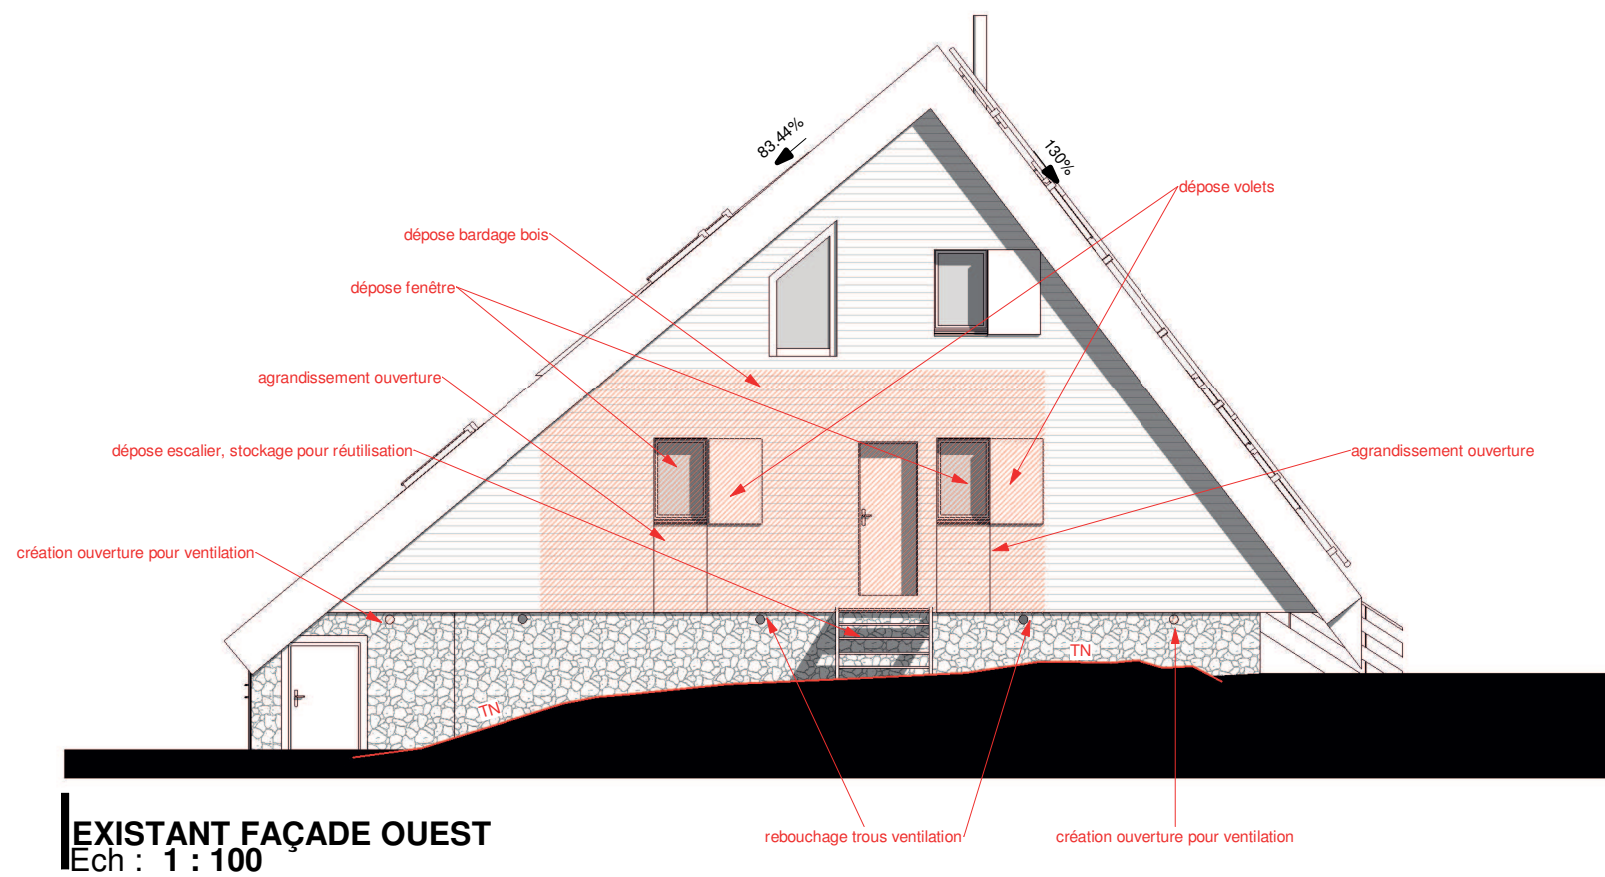 83.44%
130%
dépose volets
dépose bardage bois
dépose fenêtre
agrandissement ouverture
dépose escalier, stockage pour réutilisation
agrandissement ouverture
création ouverture pour ventilation
TN
TN
rebouchage trous ventilation
création ouverture pour ventilation
EXISTANT FAÇADE OUEST
Ech : 1 : 100